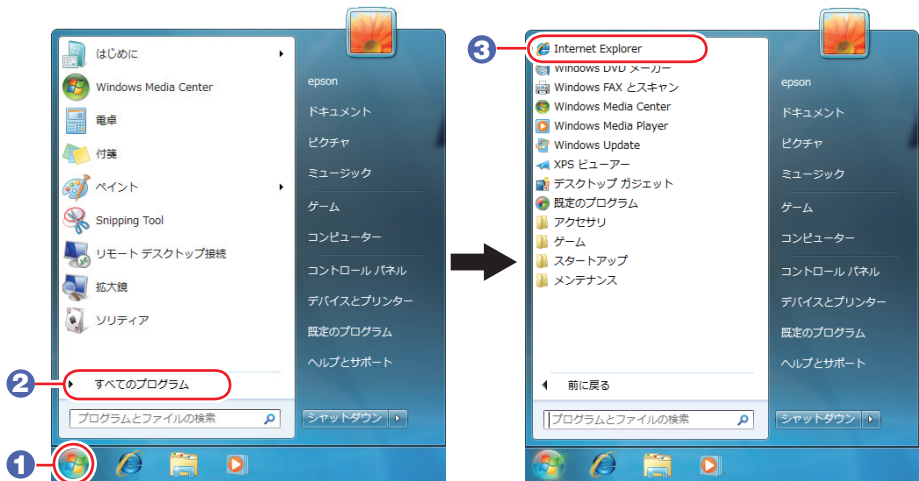 はじめに
Windows Media Center
電卓
付箋
ペイント
Snipping Tool
リモート デスクトップ接続
拡大鏡
ソリティア
2
すべてのプログラム
プログラムとファイルの検索
1
epson
ドキュメント
ピクチャ
ミュージック
ゲーム
コンピューター
コントロール パネル
デバイスとプリンター
既定のプログラム
ヘルプとサポート
シャットダウン
3
Internet Explorer
Windows DVD メーカー
Windows FAX とスキャン
Windows Media Center
Windows Media Player
Windows Update
XPS ビューアー
デスクトップ ガジェット
既定のプログラム
アクセサリ
ゲーム
スタートアップ
メンテナンス
前に戻る
プログラムとファイルの検索
epson
ドキュメント
ピクチャ
ミュージック
ゲーム
コンピューター
コントロール パネル
デバイスとプリンター
既定のプログラム
ヘルプとサポート
シャットダウン